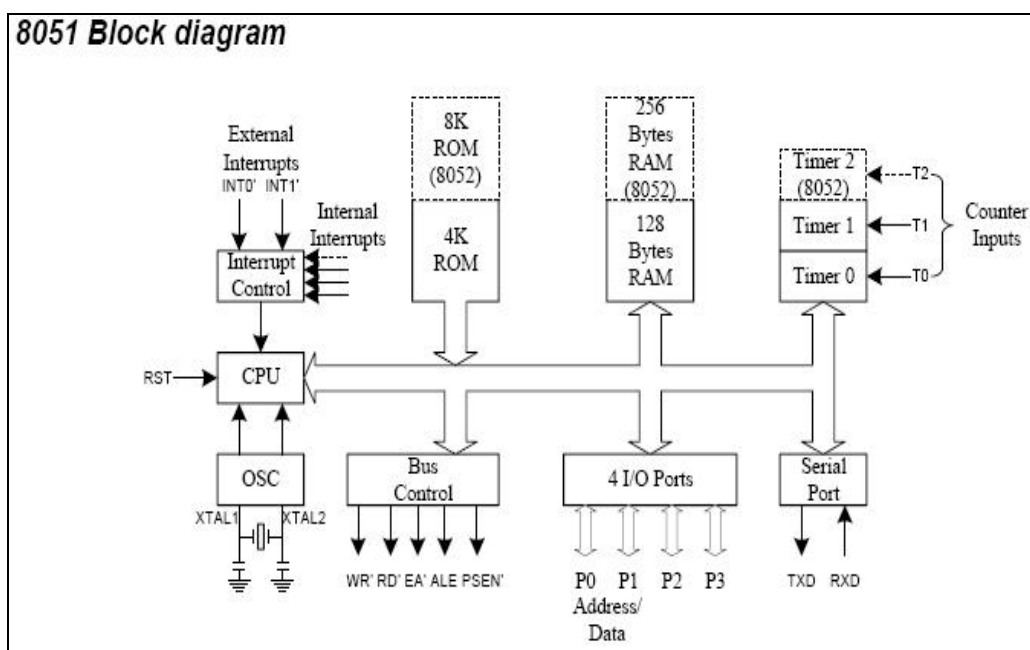 8051 Block diagram
External
Interrupts
INT0' INT1'
Internal
Interrupts
Interrupt
Control
8K
ROM
(8052)
4K
ROM
256
Bytes
RAM
(8052)
128
Bytes
RAM
Timer 2
(8052)
Timer 1
Timer 0
T2
T1
T0
Counter
Inputs
RST
CPU
OSC
XTAL1
XTAL2
Bus
Control
WR' RD' EA' ALE PSEN'
4 I/O Ports
P0 P1 P2 P3
Address/
Data
Serial
Port
TXD RXD